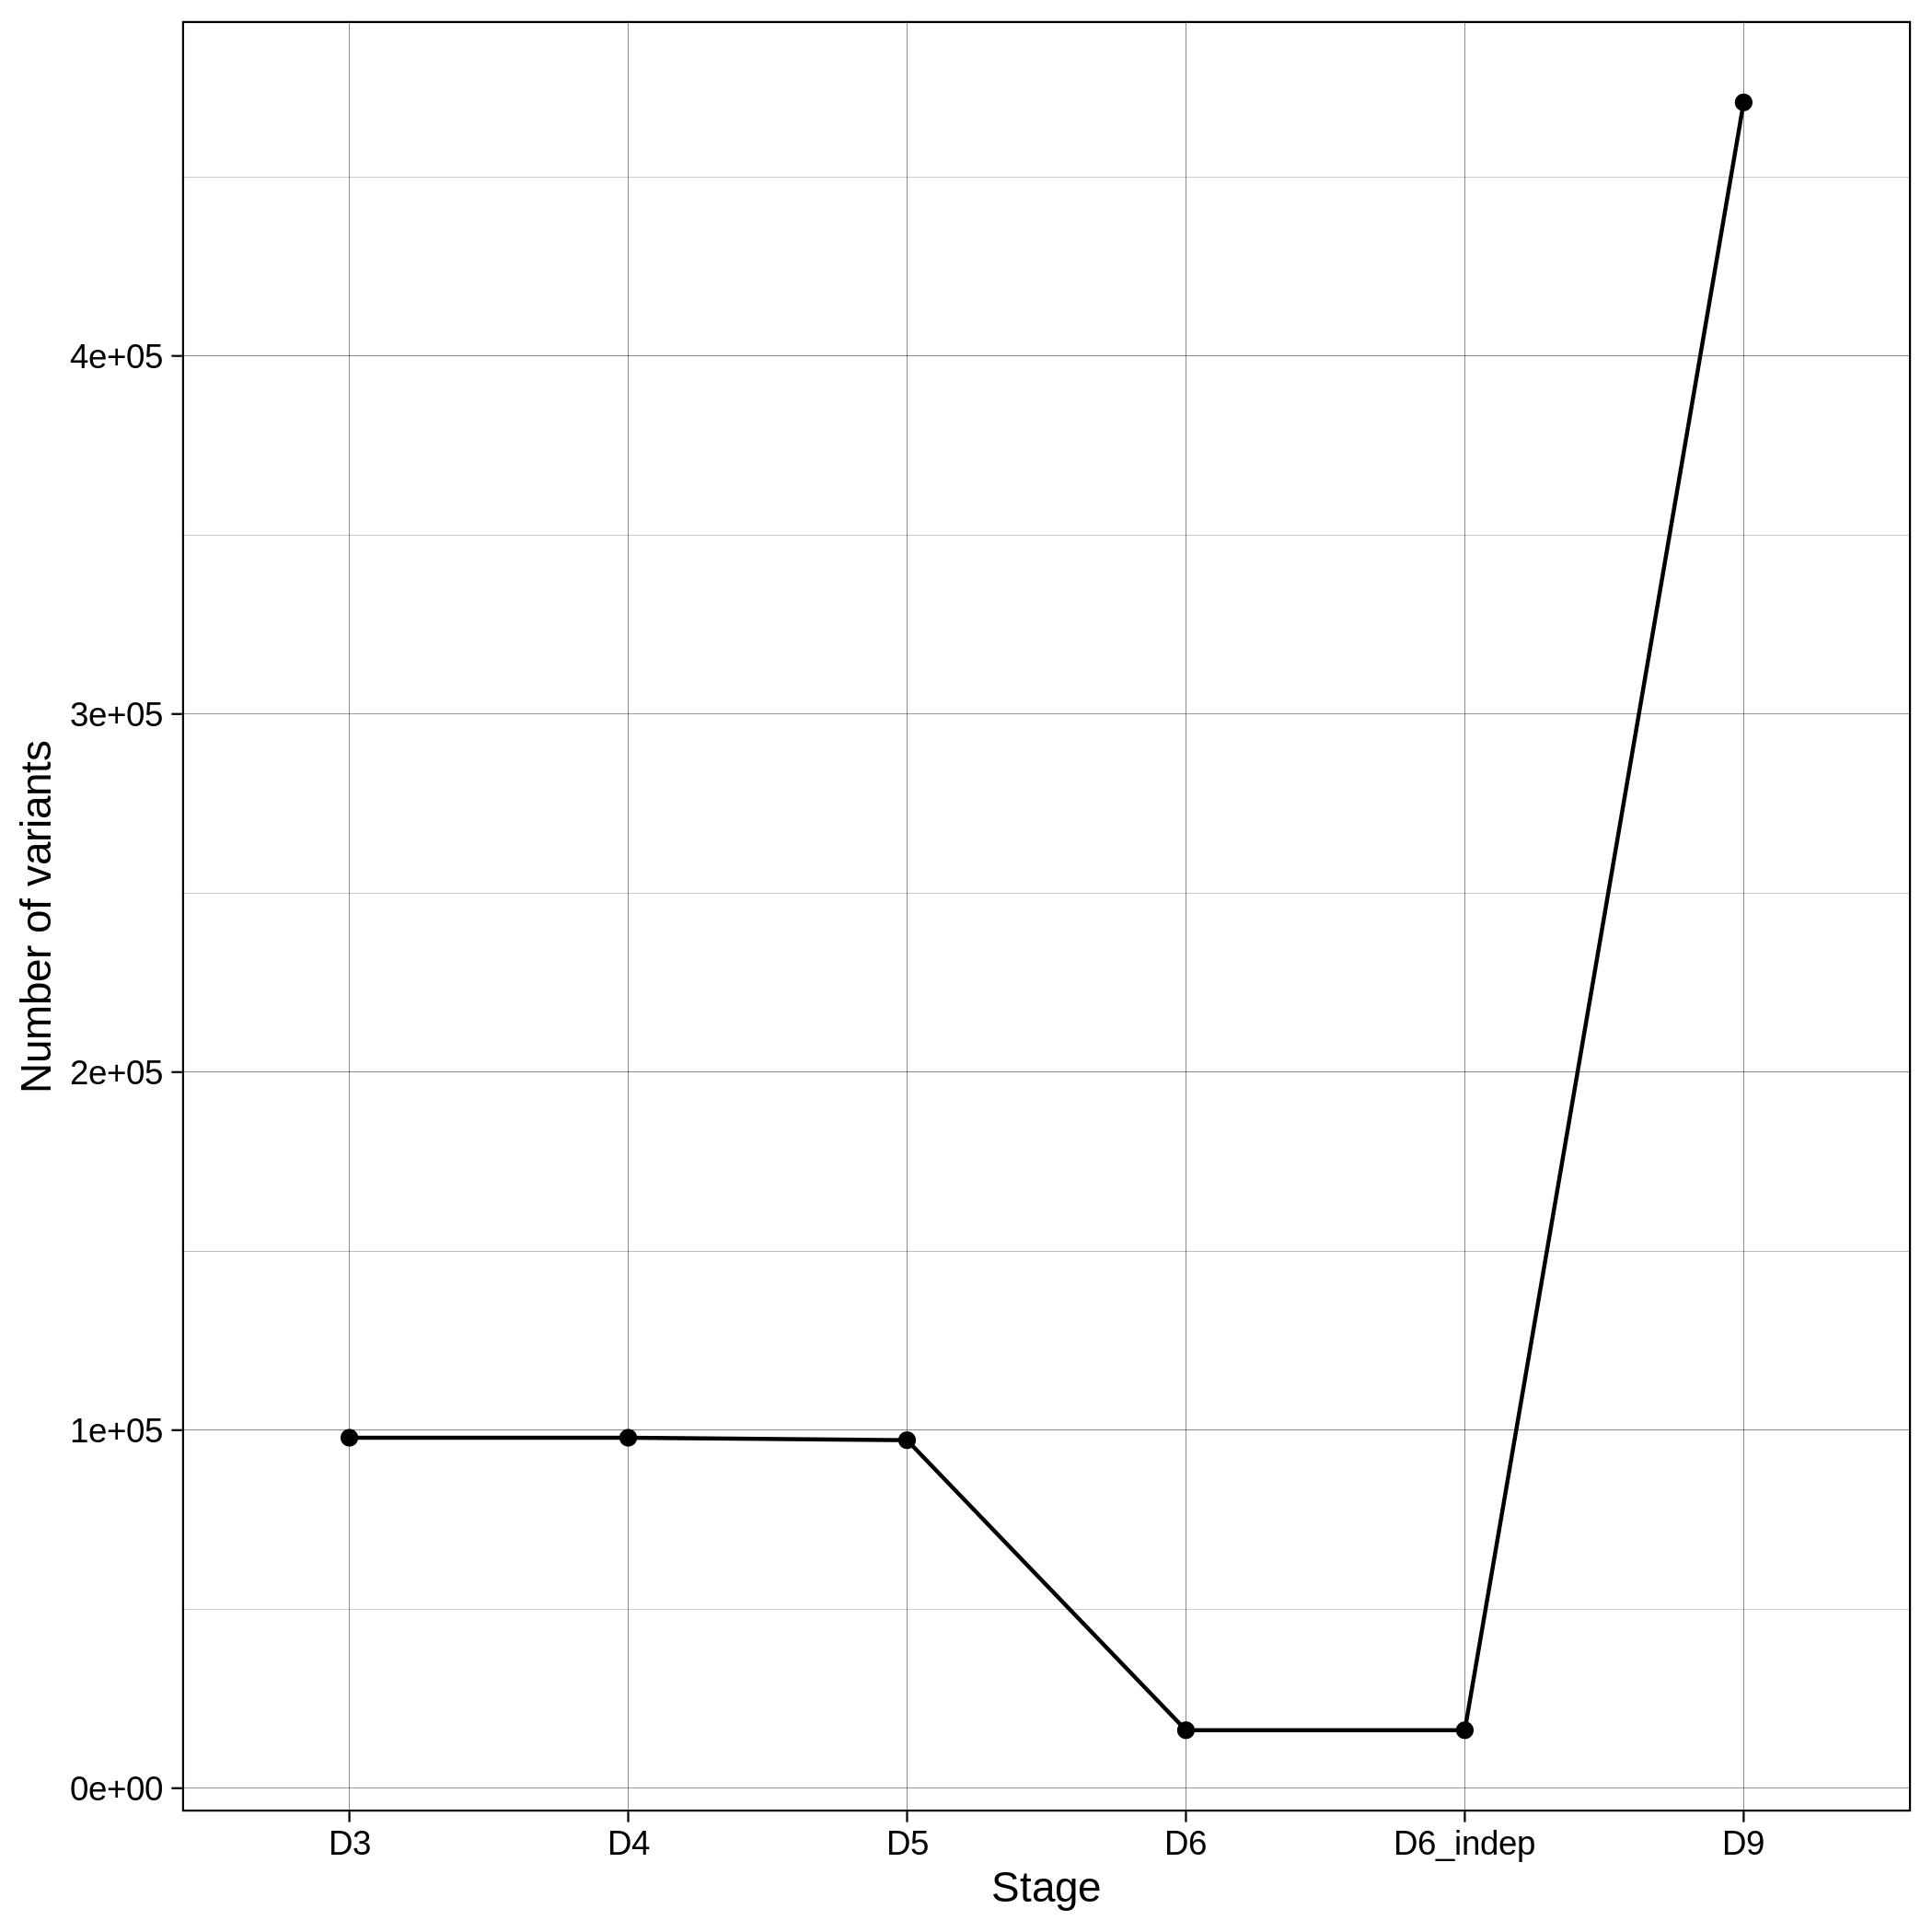 Number of variants
4e+05
3e+05
2e+05
1e+05
0e+00
D3 D4 D5 D6 D6_indep D9
Stage